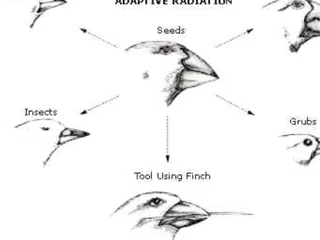 ADAPTIVE RADIATION
Seeds
Insects
Grubs
Tool Using Finch